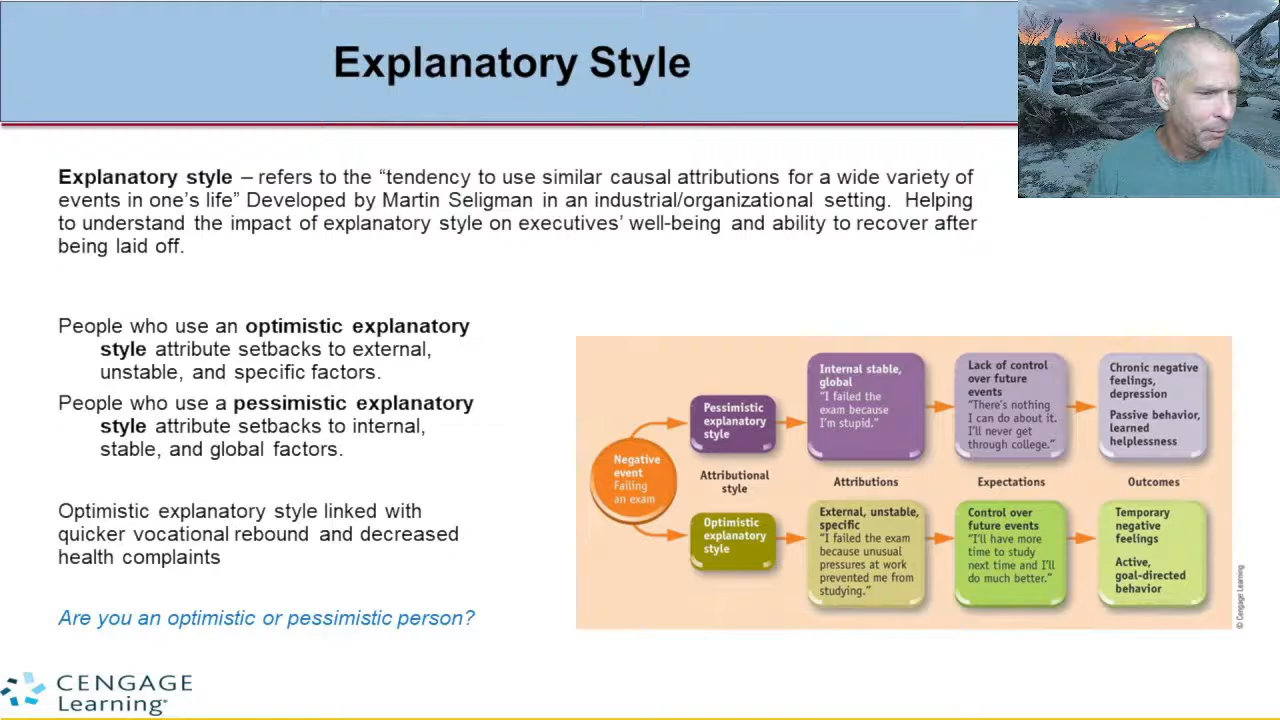 Explanatory Style
Explanatory style – refers to the “tendency to use similar causal attributions for a wide variety of
events in one’s life” Developed by Martin Seligman in an industrial/organizational setting. Helping
to understand the impact of explanatory style on executives’ well-being and ability to recover after
being laid off.
People who use an optimistic explanatory
style attribute setbacks to external,
unstable, and specific factors.
People who use a pessimistic explanatory
style attribute setbacks to internal,
stable, and global factors.
Optimistic explanatory style linked with
quicker vocational rebound and decreased
health complaints
Are you an optimistic or pessimistic person?
Negative
event
Failing
an exam
Pessimistic
explanatory
style
Internal stable,
global
“I failed the
exam because
I’m stupid.”
Lack of control
over future
events
“There’s nothing
I can do about it.
I’ll never get
through college.”
Chronic negative
feelings,
depression
Passive behavior,
learned
helplessness
Attributional
style
Attributions
Expectations
Outcomes
Optimistic
explanatory
style
External, unstable,
specific
“I failed the exam
because unusual
pressures at work
prevented me from
studying.”
Control over
future events
“I’ll have more
time to study
next time and I’ll
do much better.”
Temporary
negative
feelings
Active,
goal-directed
behavior
© Cengage Learning
CENGAGE
Learning®